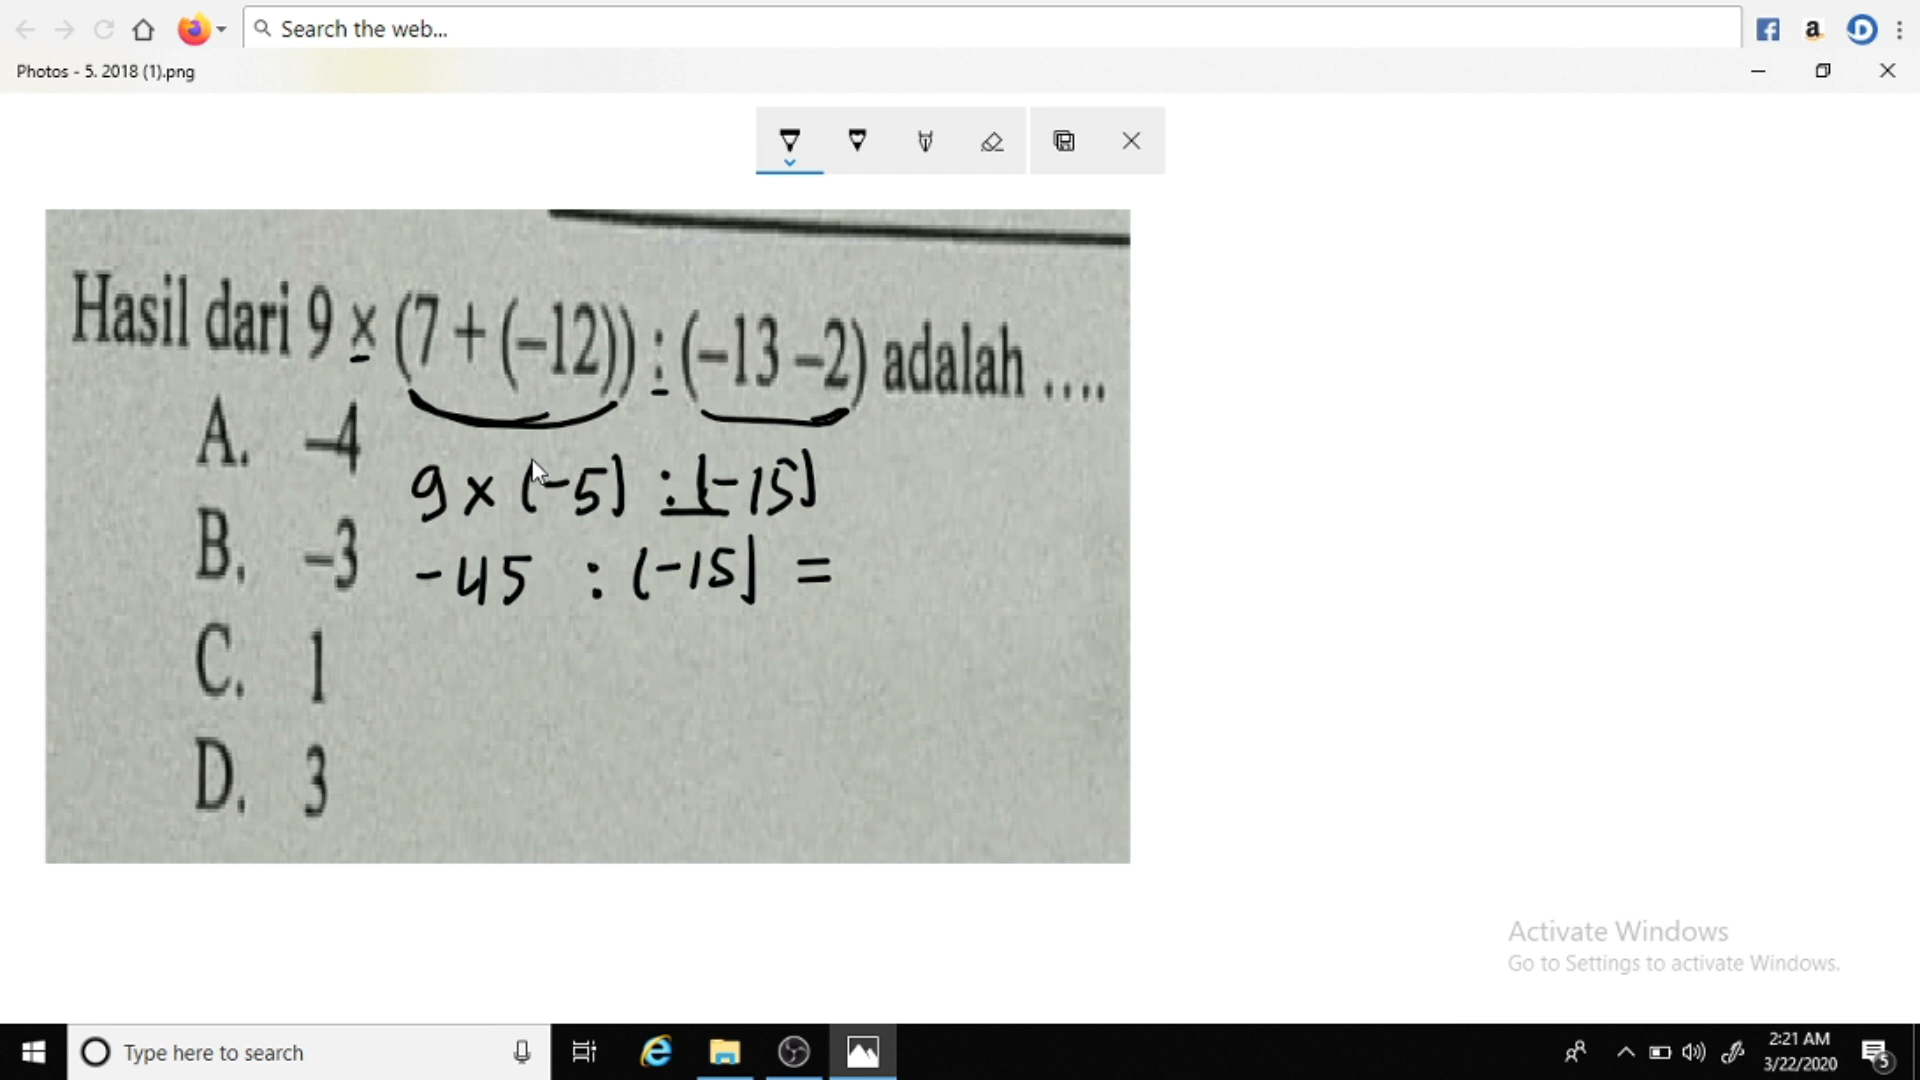 Search the web...
Photos - 5. 2018 (1).png
Hasil dari 9 × (7 + (–12)) : (–13 –2) adalah ....
A. –4
9 × (-5) : (-15)
B. –3
-45 : (-15) =
C. 1
D. 3
Activate Windows
Go to Settings to activate Windows.
Type here to search
2:21 AM
3/22/2020
5